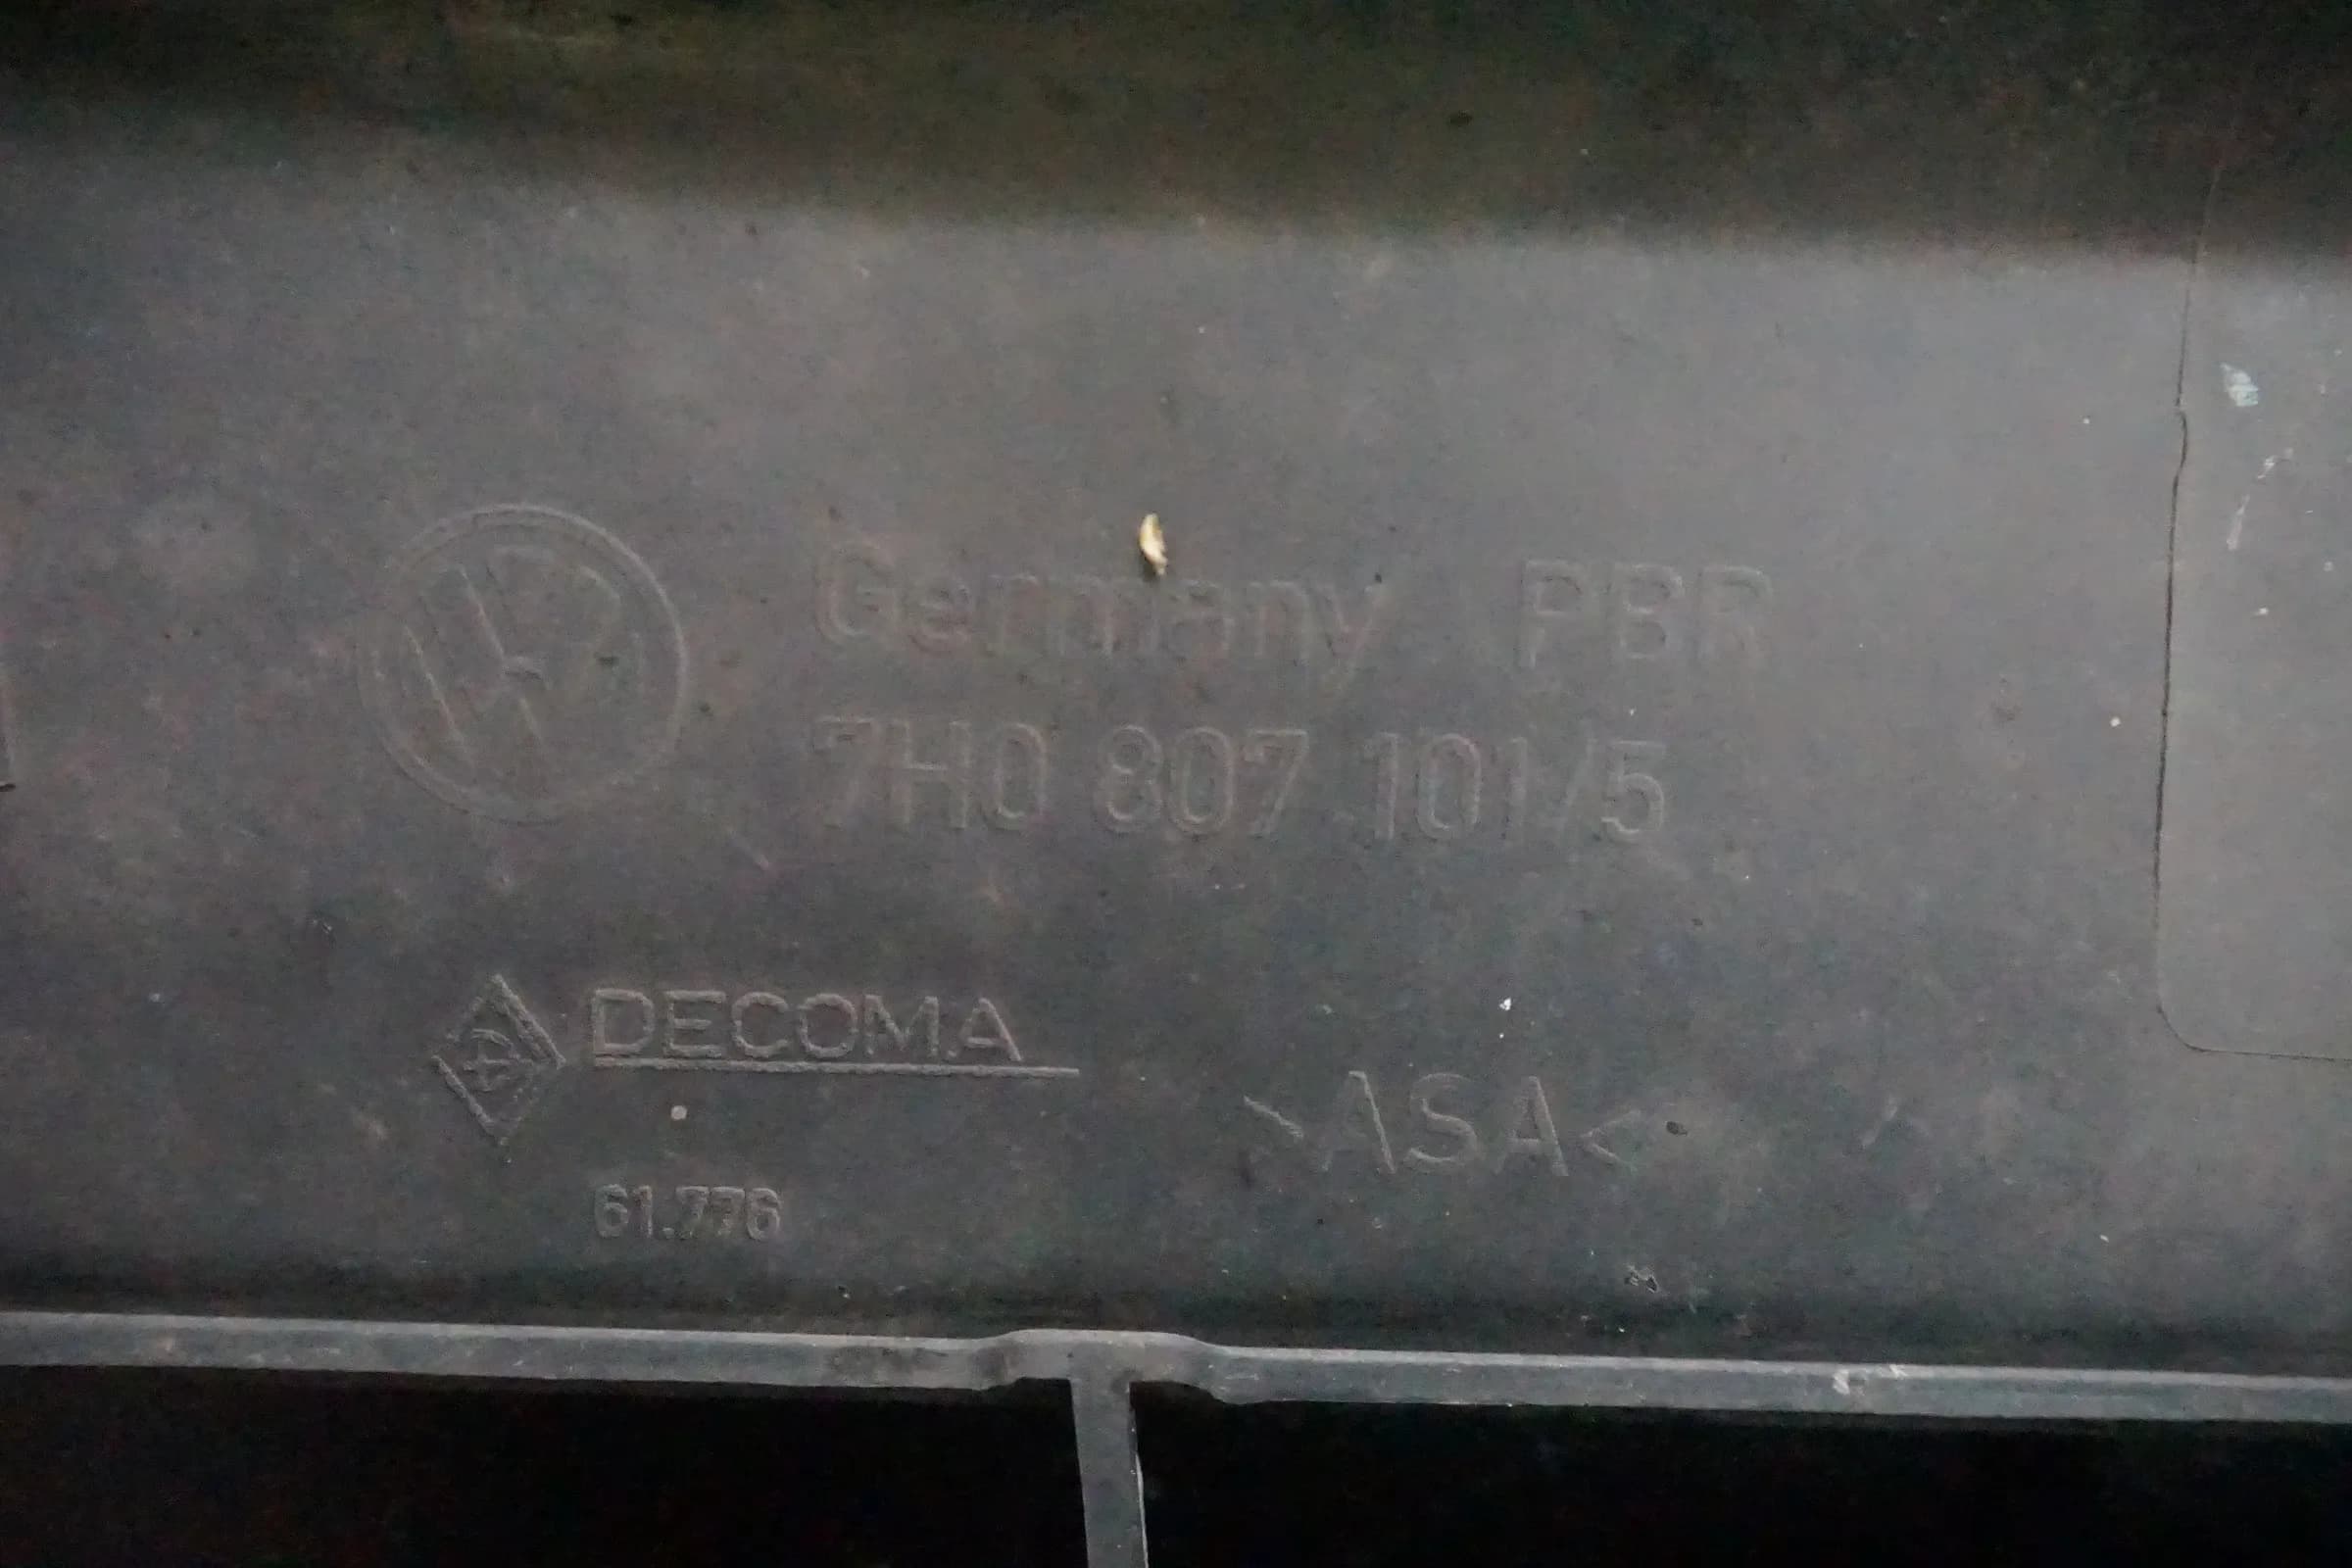 Germany PBR
7H0 807 101/5
DECOMA
>ASA<
61.776